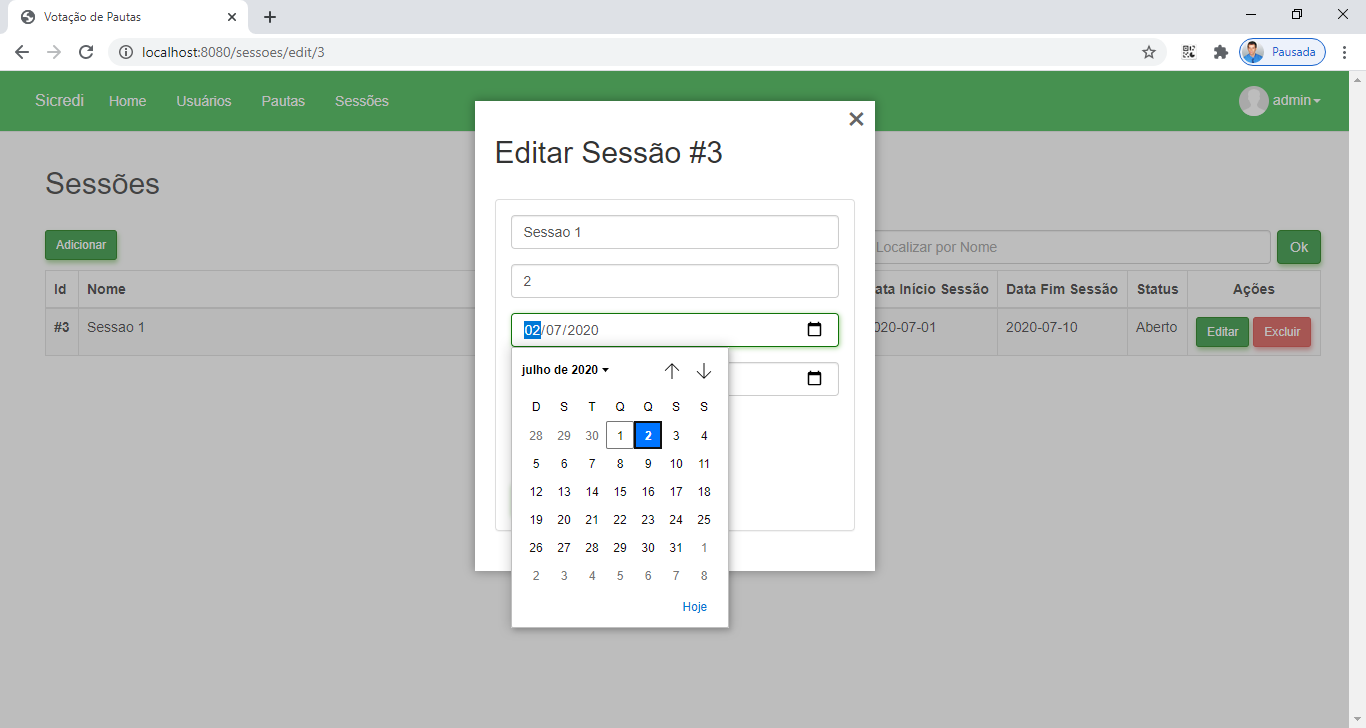 Votação de Pautas
localhost:8080/sessoes/edit/3
Pausada
Sicredi Home Usuários Pautas Sessões
admin
Sessões
Adicionar
Localizar por Nome
Ok
Id Nome ata Início Sessão Data Fim Sessão Status Ações
#3 Sessao 1 020-07-01 2020-07-10 Aberto Editar Excluir
Editar Sessão #3
Sessao 1
2
02/07/2020
julho de 2020
D S T Q Q S S
28 29 30 1 2 3 4
5 6 7 8 9 10 11
12 13 14 15 16 17 18
19 20 21 22 23 24 25
26 27 28 29 30 31 1
2 3 4 5 6 7 8
Hoje